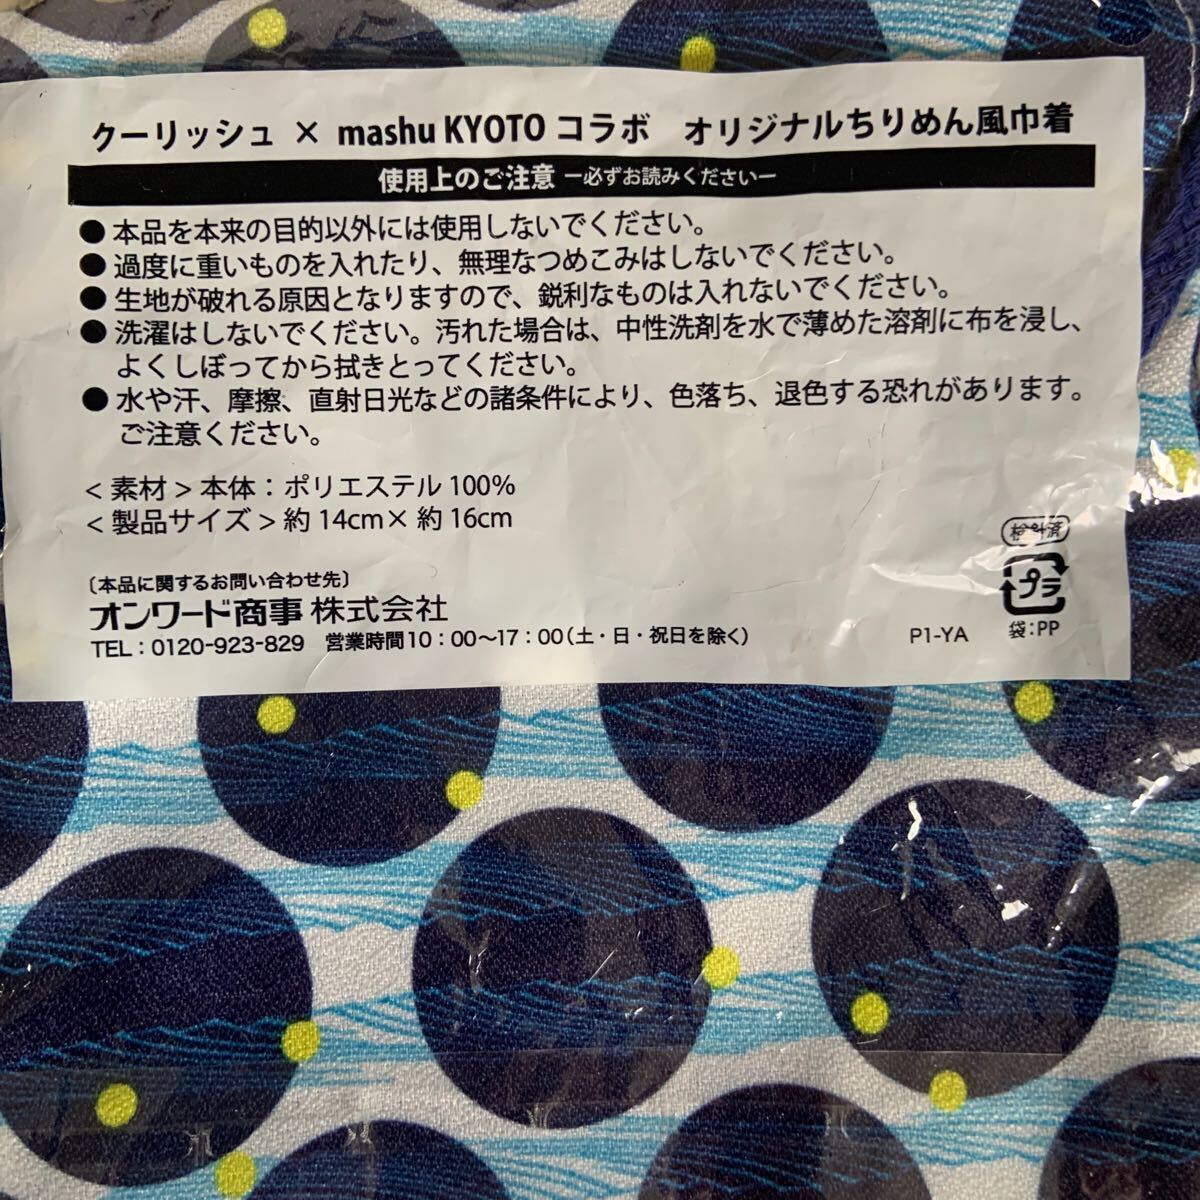 クーリッシュ × mashu KYOTO コラボ　オリジナルちりめん風巾着
使用上のご注意 ー必ずお読みくださいー
● 本品を本来の目的以外には使用しないでください。
● 過度に重いものを入れたり、無理なつめこみはしないでください。
● 生地が破れる原因となりますので、鋭利なものは入れないでください。
● 洗濯はしないでください。汚れた場合は、中性洗剤を水で薄めた溶剤に布を浸し、
よくしぼってから拭きとってください。
● 水や汗、摩擦、直射日光などの諸条件により、色落ち、退色する恐れがあります。
ご注意ください。
< 素材 > 本体：ポリエステル 100%
< 製品サイズ > 約 14cm× 約 16cm
検針済
プラ
袋：PP
〔本品に関するお問い合わせ先〕
オンワード商事 株式会社
TEL：0120-923-829　営業時間10：00～17：00（土・日・祝日を除く）
P1-YA